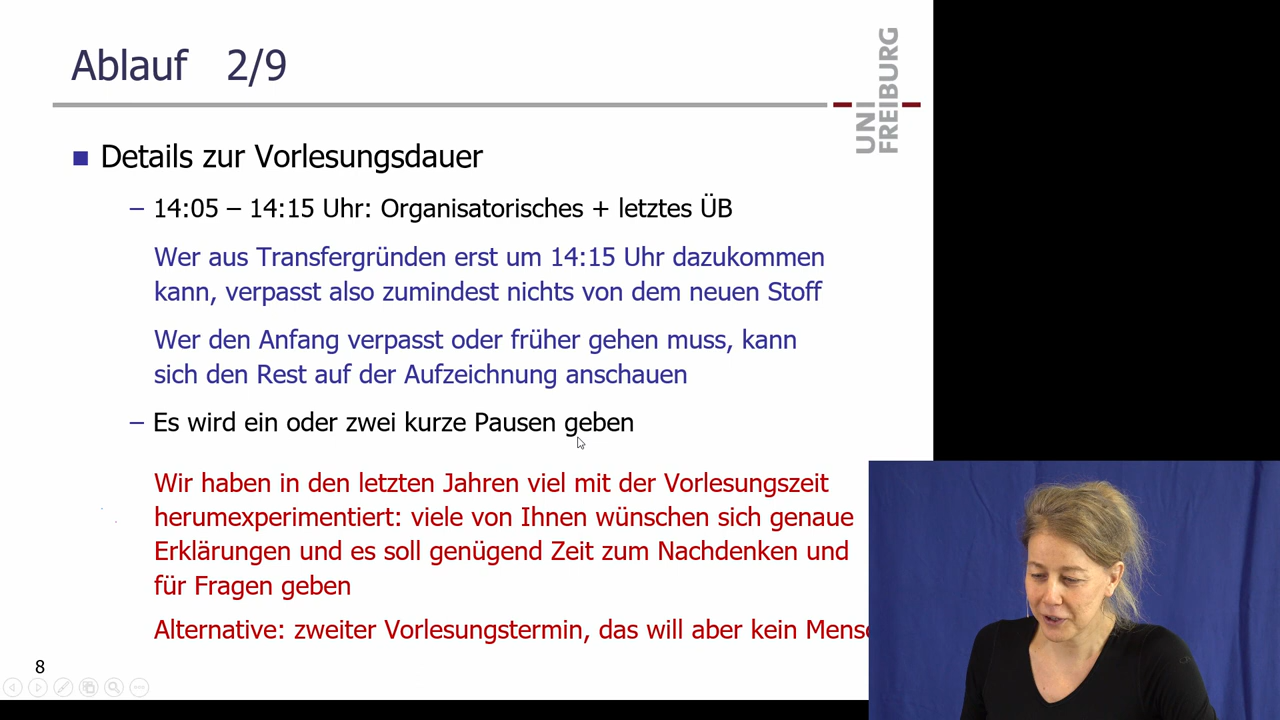 Ablauf 2/9
UNI
FREIBURG
Details zur Vorlesungsdauer
– 14:05 – 14:15 Uhr: Organisatorisches + letztes ÜB
Wer aus Transfergründen erst um 14:15 Uhr dazukommen
kann, verpasst also zumindest nichts von dem neuen Stoff
Wer den Anfang verpasst oder früher gehen muss, kann
sich den Rest auf der Aufzeichnung anschauen
– Es wird ein oder zwei kurze Pausen geben
Wir haben in den letzten Jahren viel mit der Vorlesungszeit
herumexperimentiert: viele von Ihnen wünschen sich genaue
Erklärungen und es soll genügend Zeit zum Nachdenken und
für Fragen geben
Alternative: zweiter Vorlesungstermin, das will aber kein
8